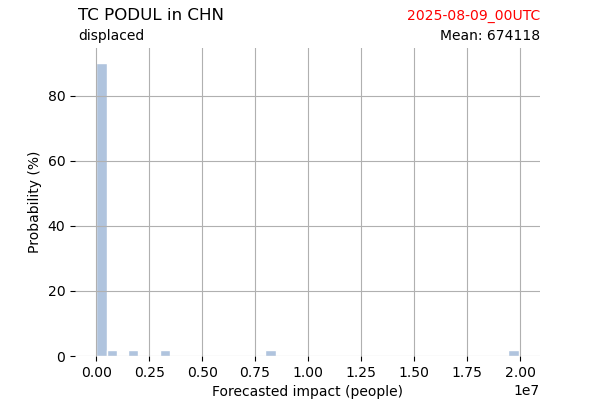 TC PODUL in CHN
2025-08-09_00UTC
displaced
Mean: 674118
Probability (%)
80
60
40
20
0
0.00 0.25 0.50 0.75 1.00 1.25 1.50 1.75 2.00
1e7
Forecasted impact (people)